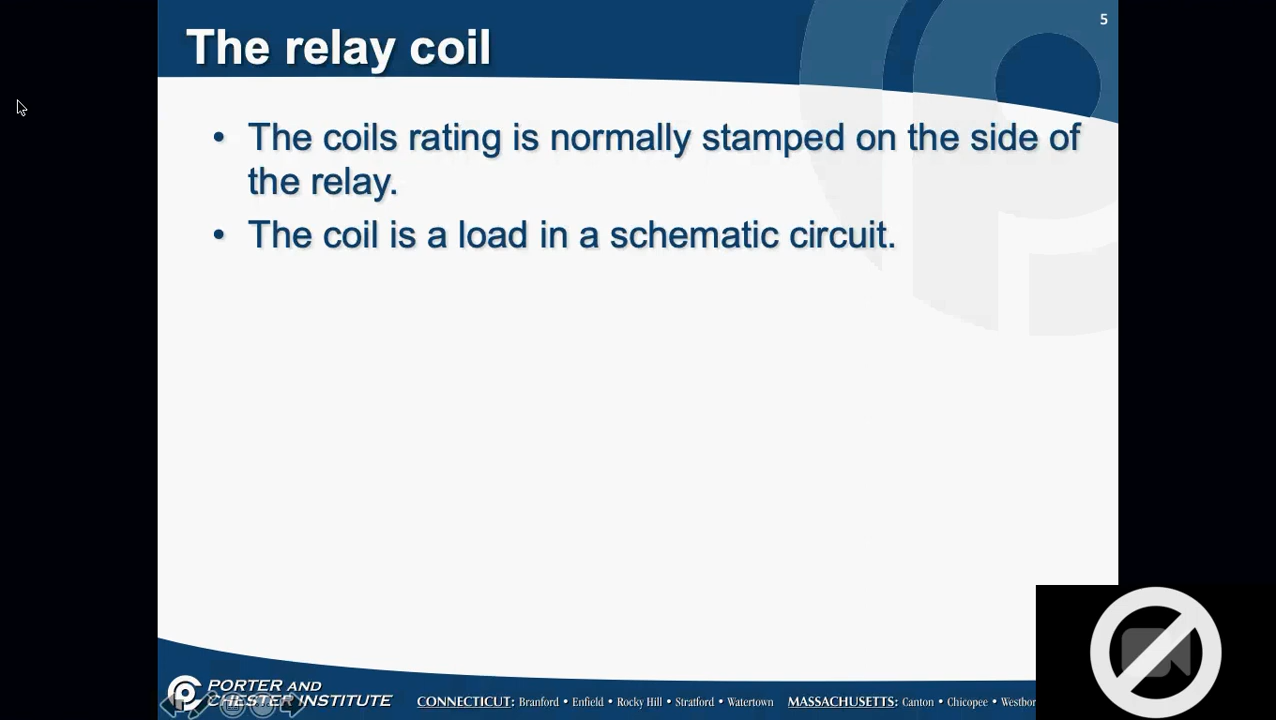 5
The relay coil
• The coils rating is normally stamped on the side of
the relay.
• The coil is a load in a schematic circuit.
PORTER AND
CHESTER INSTITUTE
CONNECTICUT: Branford • Enfield • Rocky Hill • Stratford • Watertown MASSACHUSETTS: Canton • Chicopee • Westbor